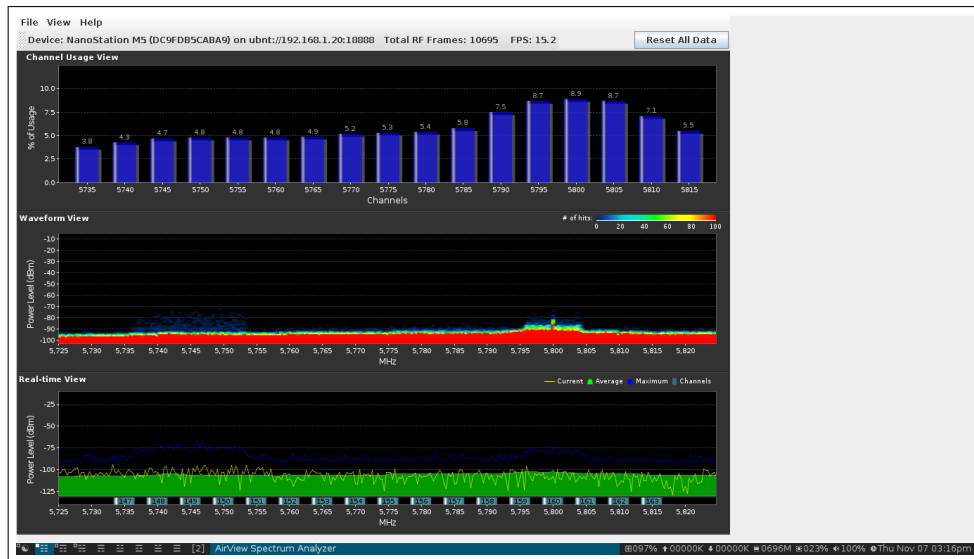 File View Help
Device: NanoStation M5 (DC9FDB5CABA9) on ubnt://192.168.1.20:18888 Total RF Frames: 10695 FPS: 15.2 Reset All Data
Channel Usage View
% of Usage
10.0
7.5
5.0
2.5
0.0
3.8 4.3 4.7 4.8 4.8 4.8 4.9 5.2 5.3 5.4 5.8 7.5 8.7 8.9 8.7 7.1 5.5
5735 5740 5745 5750 5755 5760 5765 5770 5775 5780 5785 5790 5795 5800 5805 5810 5815
Channels
Waveform View # of hits: 0 20 40 60 80 100
Power Level (dBm)
-10
-20
-30
-40
-50
-60
-70
-80
-90
-100
5,725 5,730 5,735 5,740 5,745 5,750 5,755 5,760 5,765 5,770 5,775 5,780 5,785 5,790 5,795 5,800 5,805 5,810 5,815 5,820
MHz
Real-time View Current Average Maximum Channels
Power Level (dBm)
-25
-50
-75
-100
-125
147 148 149 150 151 152 153 154 155 156 157 158 159 160 161 162 163
5,725 5,730 5,735 5,740 5,745 5,750 5,755 5,760 5,765 5,770 5,775 5,780 5,785 5,790 5,795 5,800 5,805 5,810 5,815 5,820
MHz
[2] AirView Spectrum Analyzer 097% 00000K 00000K 0696M 023% 100% Thu Nov 07 03:16pm